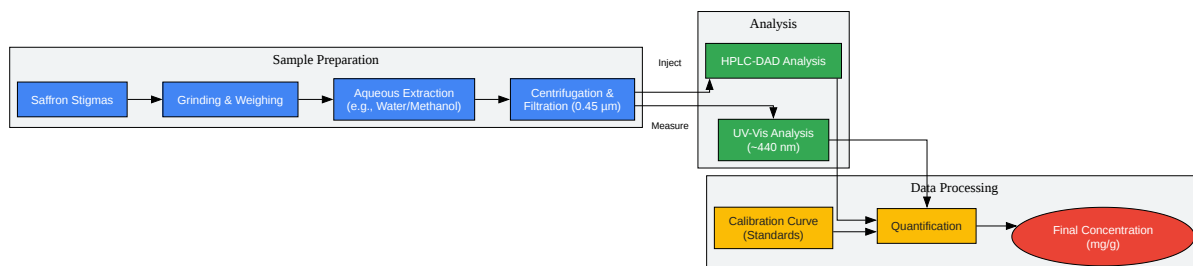 Sample Preparation
Saffron Stigmas
Grinding & Weighing
Aqueous Extraction
(e.g., Water/Methanol)
Centrifugation &
Filtration (0.45 µm)
Inject
Measure
Analysis
HPLC-DAD Analysis
UV-Vis Analysis
(~440 nm)
Data Processing
Calibration Curve
(Standards)
Quantification
Final Concentration
(mg/g)